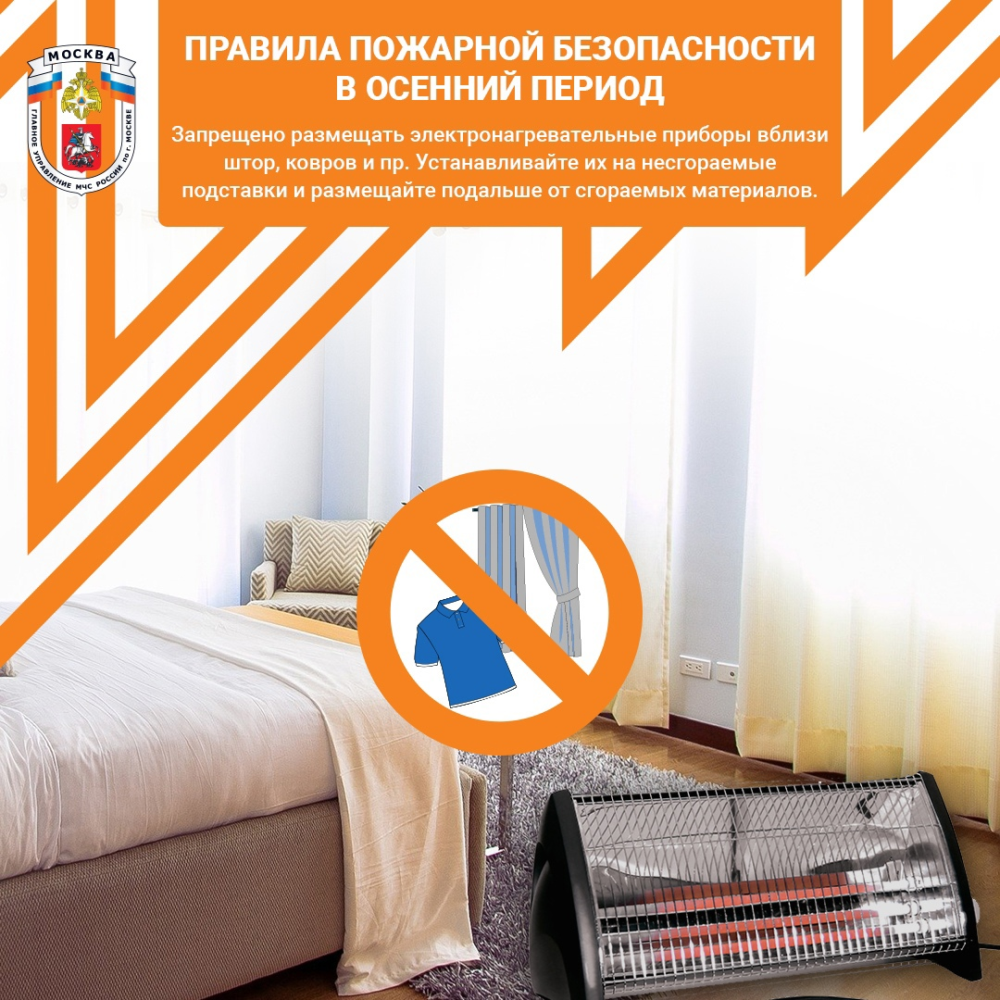 МОСКВА
ГЛАВНОЕ УПРАВЛЕНИЕ МЧС РОССИИ по г. МОСКВЕ
ПРАВИЛА ПОЖАРНОЙ БЕЗОПАСНОСТИ
В ОСЕННИЙ ПЕРИОД
Запрещено размещать электронагревательные приборы вблизи
штор, ковров и пр. Устанавливайте их на несгораемые
подставки и размещайте подальше от сгораемых материалов.